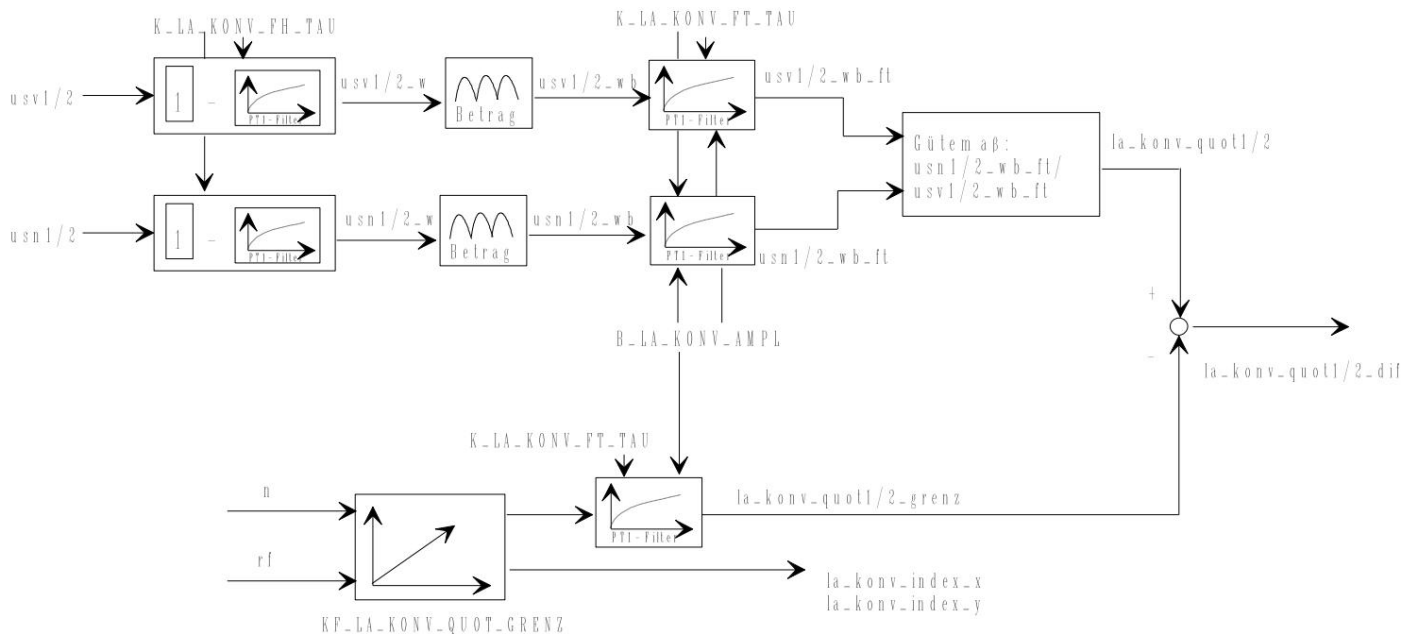 K_LA_KONV_FH_TAU
K_LA_KONV_FT_TAU
usv1/2
1 -
PT1-Filter
usv1/2_w
Betrag
usv1/2_wb
PT1-Filter
usv1/2_wb_ft
Gütemaß:
usn1/2_wb_ft/
usv1/2_wb_ft
la_konv_quot1/2
usn1/2
1 -
PT1-Filter
usn1/2_w
Betrag
usn1/2_wb
PT1-Filter
usn1/2_wb_ft
+
-
B_LA_KONV_AMPL
la_konv_quot1/2_dif
K_LA_KONV_FT_TAU
n
rf
PT1-Filter
la_konv_quot1/2_grenz
la_konv_index_x
la_konv_index_y
KF_LA_KONV_QUOT_GRENZ